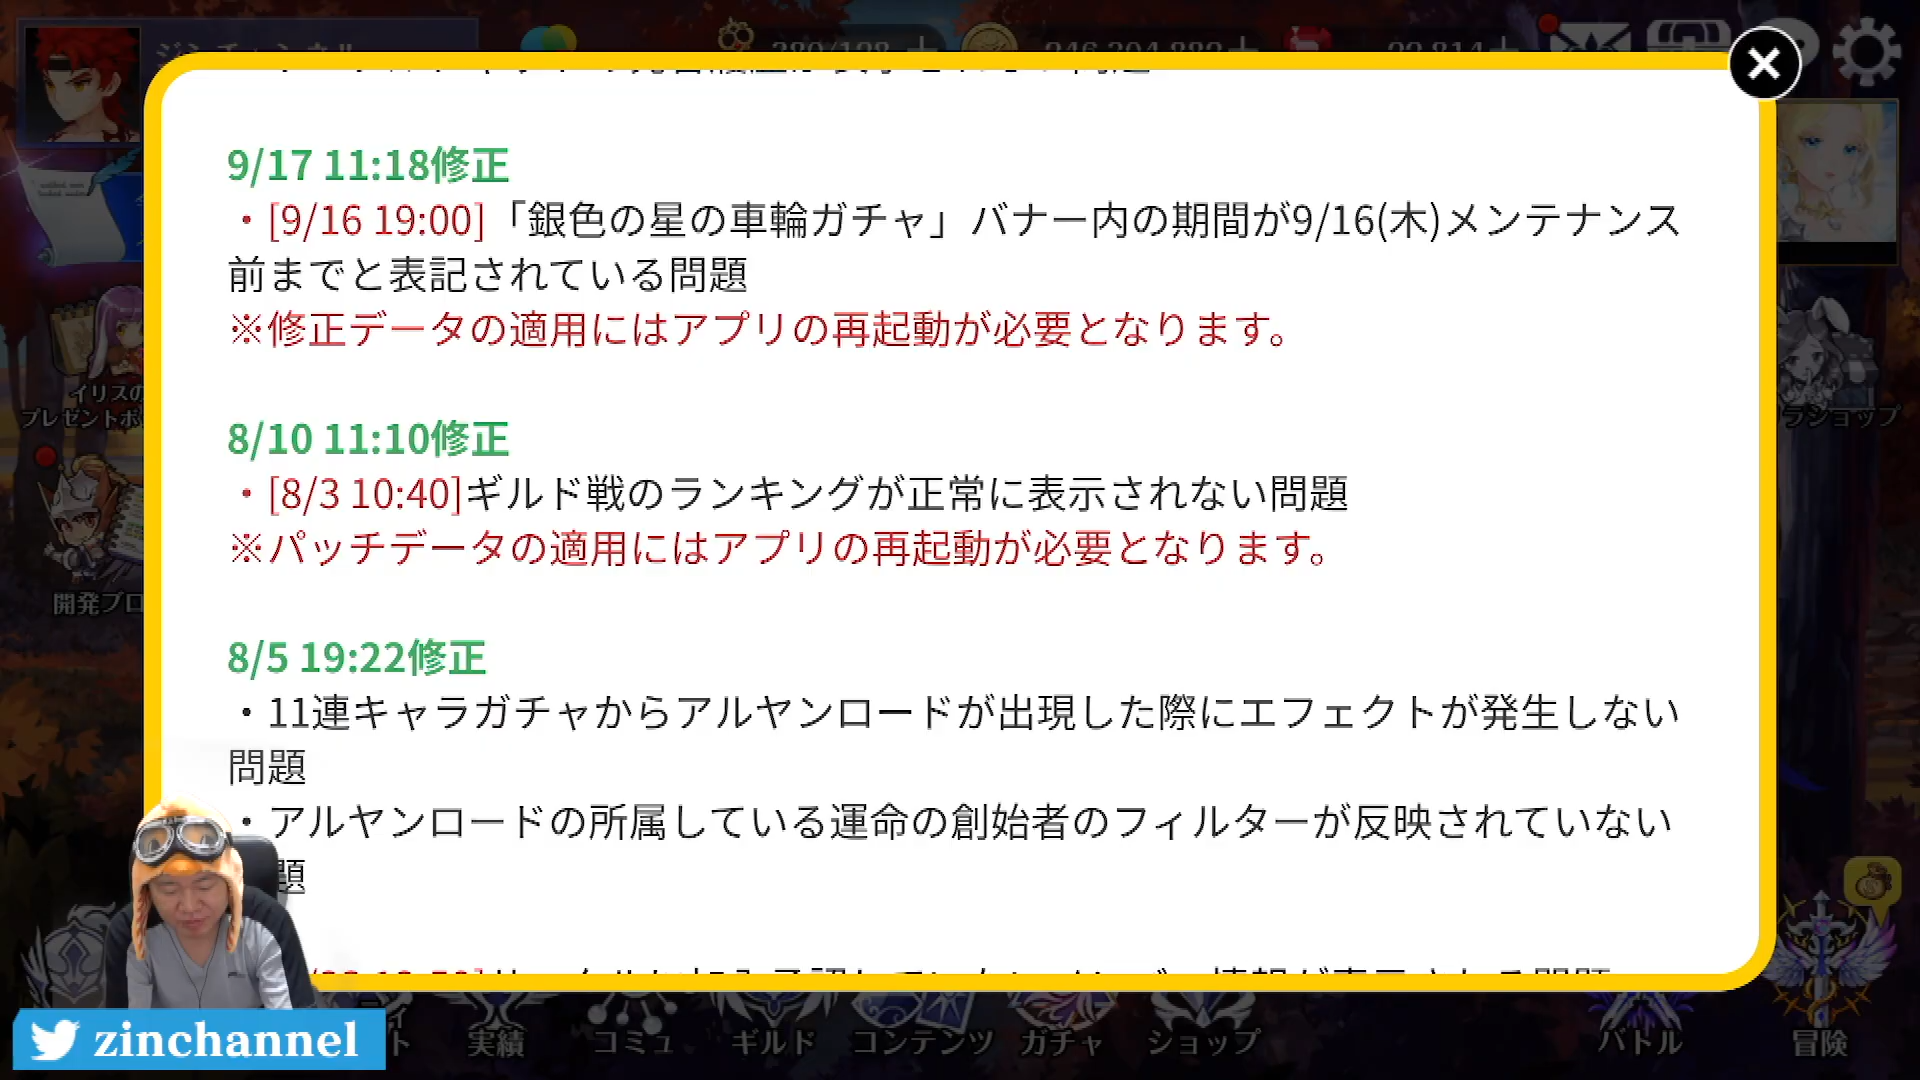 ジンチャンネル
9/17 11:18修正
・[9/16 19:00]「銀色の星の車輪ガチャ」バナー内の期間が9/16(木)メンテナンス
前までと表記されている問題
※修正データの適用にはアプリの再起動が必要となります。
8/10 11:10修正
・[8/3 10:40]ギルド戦のランキングが正常に表示されない問題
※パッチデータの適用にはアプリの再起動が必要となります。
8/5 19:22修正
・11連キャラガチャからアルヤンロードが出現した際にエフェクトが発生しない
問題
・アルヤンロードの所属している運命の創始者のフィルターが反映されていない
題
イリスの
プレゼントボ
開発ブロ
ラショップ
zinchannel
ト
実績
コミュ
ギルド
コンテンツ
ガチャ
ショップ
バトル
冒険